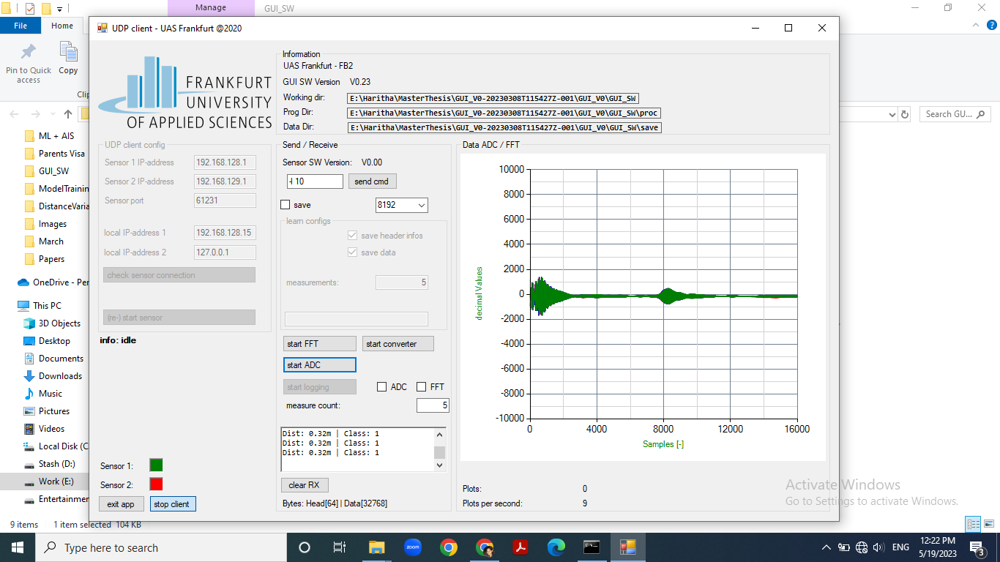 Manage
GUI_SW
File
Home
Pin to Quick
access
Copy
Clip
UDP client - UAS Frankfurt @2020
FRANKFURT
UNIVERSITY
OF APPLIED SCIENCES
Information
UAS Frankfurt - FB2
GUI SW Version V0.23
Working dir: E:\Haritha\MasterThesis\GUI_V0-20230308T115427Z-001\GUI_V0\GUI_SW
Prog Dir: E:\Haritha\MasterThesis\GUI_V0-20230308T115427Z-001\GUI_V0\GUI_SW\proc
Data Dir: E:\Haritha\MasterThesis\GUI_V0-20230308T115427Z-001\GUI_V0\GUI_SW\save
Search GU...
ML + AIS
Parents Visa
GUI_SW
ModelTrainin
DistanceVaria
Images
March
Papers
OneDrive - Per
This PC
3D Objects
Desktop
Documents
Downloads
Music
Pictures
Videos
Local Disk (C
Stash (D:)
Work (E:)
Entertainmen
9 items 1 item selected 104 KB
UDP client config
Sensor 1 IP-address 192.168.128.1
Sensor 2 IP-address 192.168.129.1
Sensor port 61231
local IP-address 1 192.168.128.15
local IP-address 2 127.0.0.1
check sensor connection
(re-) start sensor
info: idle
Sensor 1:
Sensor 2:
exit app stop client
Send / Receive
Sensor SW Version: V0.00
-I 10 send cmd
save 8192
learn configs
save header infos
save data
measurements: 5
start FFT start converter
start ADC
start logging ADC FFT
measure count: 5
Dist: 0.32m | Class: 1
Dist: 0.32m | Class: 1
Dist: 0.32m | Class: 1
clear RX
Bytes: Head[64] | Data[32768]
Data ADC / FFT
decimal Values
10000
8000
6000
4000
2000
0
-2000
-4000
-6000
-8000
-10000
0 4000 8000 12000 16000
Samples [-]
Plots: 0
Plots per second: 9
Activate Windows
Go to Settings to activate Windows.
Type here to search
zoom
ENG
12:22 PM
5/19/2023
3